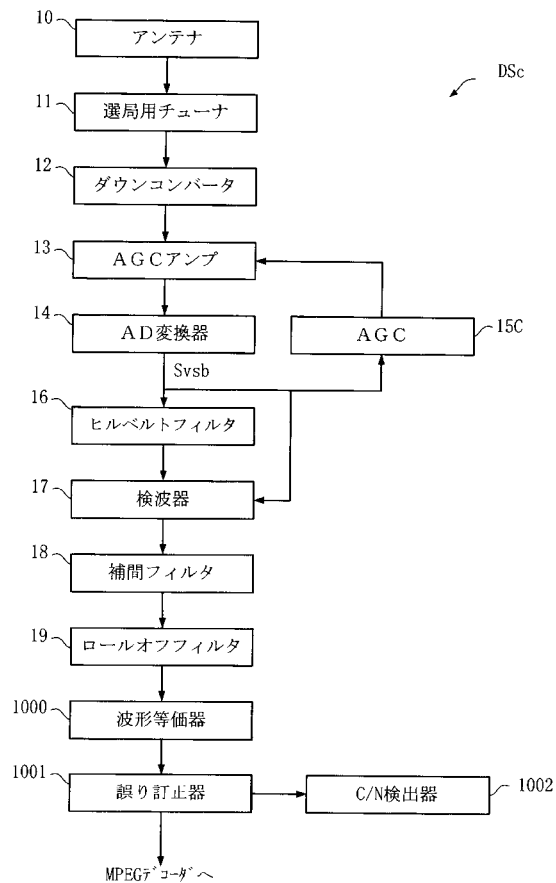 10
アンテナ
DSc
11
選局用チューナ
12
ダウンコンバータ
13
AGCアンプ
14
AD変換器
AGC
15C
Svsb
16
ヒルベルトフィルタ
17
検波器
18
補間フィルタ
19
ロールオフフィルタ
1000
波形等価器
1001
誤り訂正器
C/N検出器
1002
MPEGデコーダへ